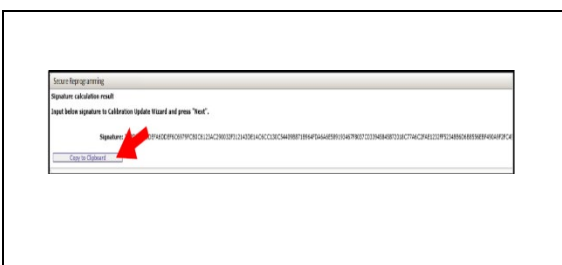 Secure Reprogramming
Signature calculation result
Input below signature to Calibration Update Wizard and press "Next".
Signature:
Copy to Clipboard